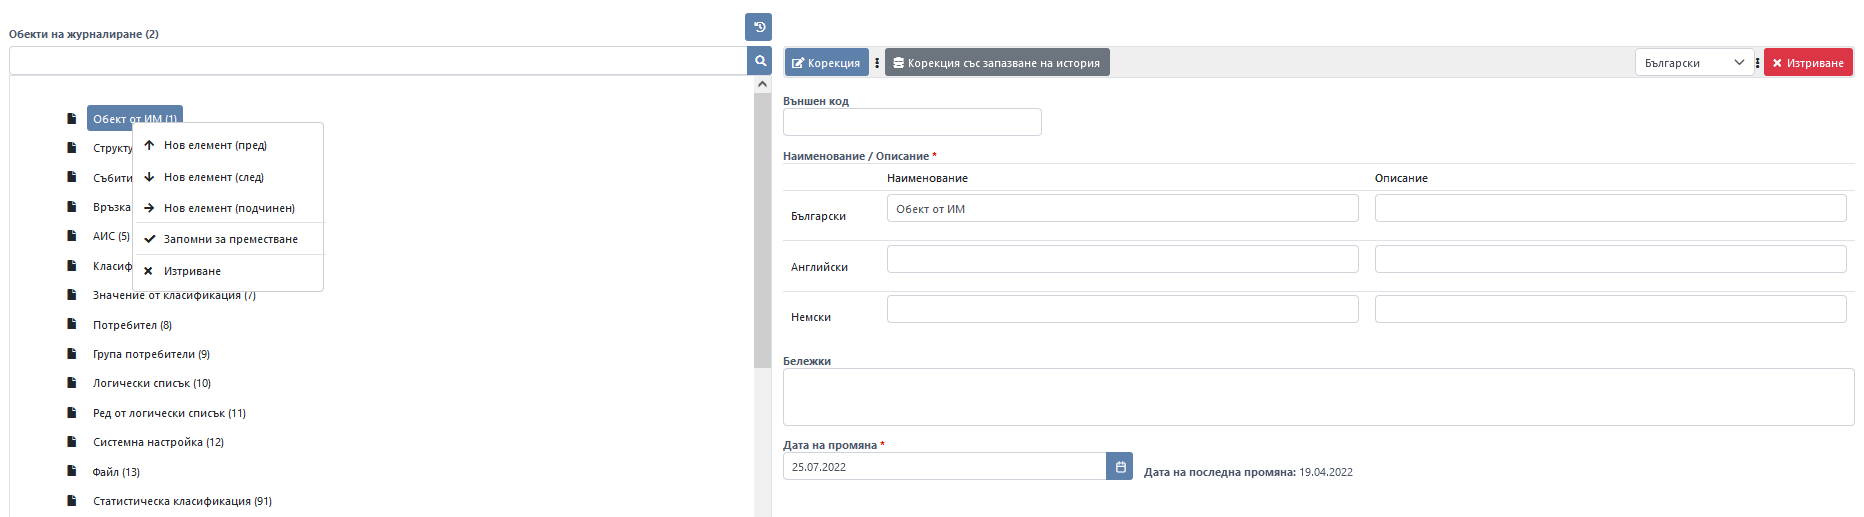 Обекти на журналиране (2)
Корекция
Корекция със запазване на история
Български
Изтриване
Обект от ИМ (1)
Нов елемент (пред)
Нов елемент (след)
Връзка
Нов елемент (подчинен)
АИС (5)
Запомни за преместване
Изтриване
Значение от класификация (7)
Потребител (8)
Група потребители (9)
Логически списък (10)
Ред от логически списък (11)
Системна настройка (12)
Файл (13)
Статистическа класификация (91)
Външен код
Наименование / Описание *
Наименование
Описание
Български
Обект от ИМ
Английски
Немски
Бележки
Дата на промяна *
25.07.2022
Дата на последна промяна: 19.04.2022